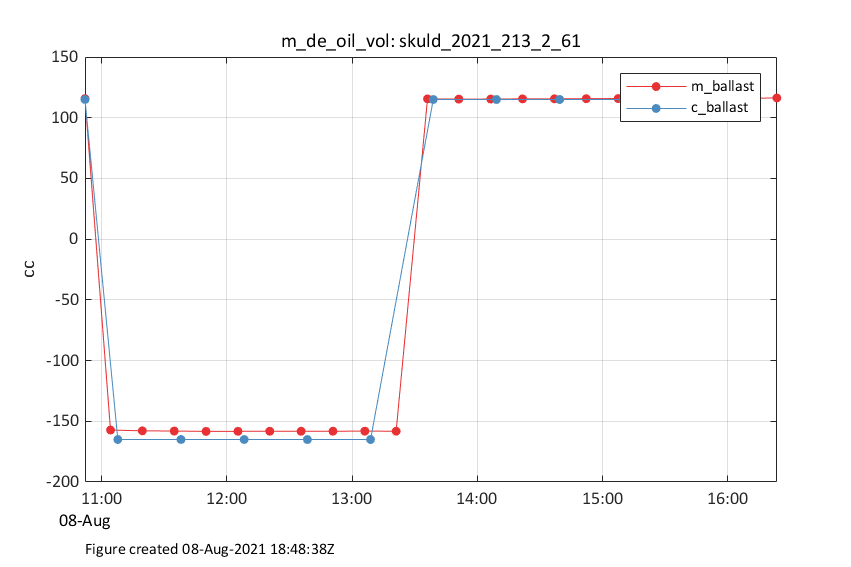 m_de_oil_vol: skuld_2021_213_2_61
150
100
50
0
-50
-100
-150
-200
cc
m_ballast
c_ballast
11:00 12:00 13:00 14:00 15:00 16:00
08-Aug
Figure created 08-Aug-2021 18:48:38Z